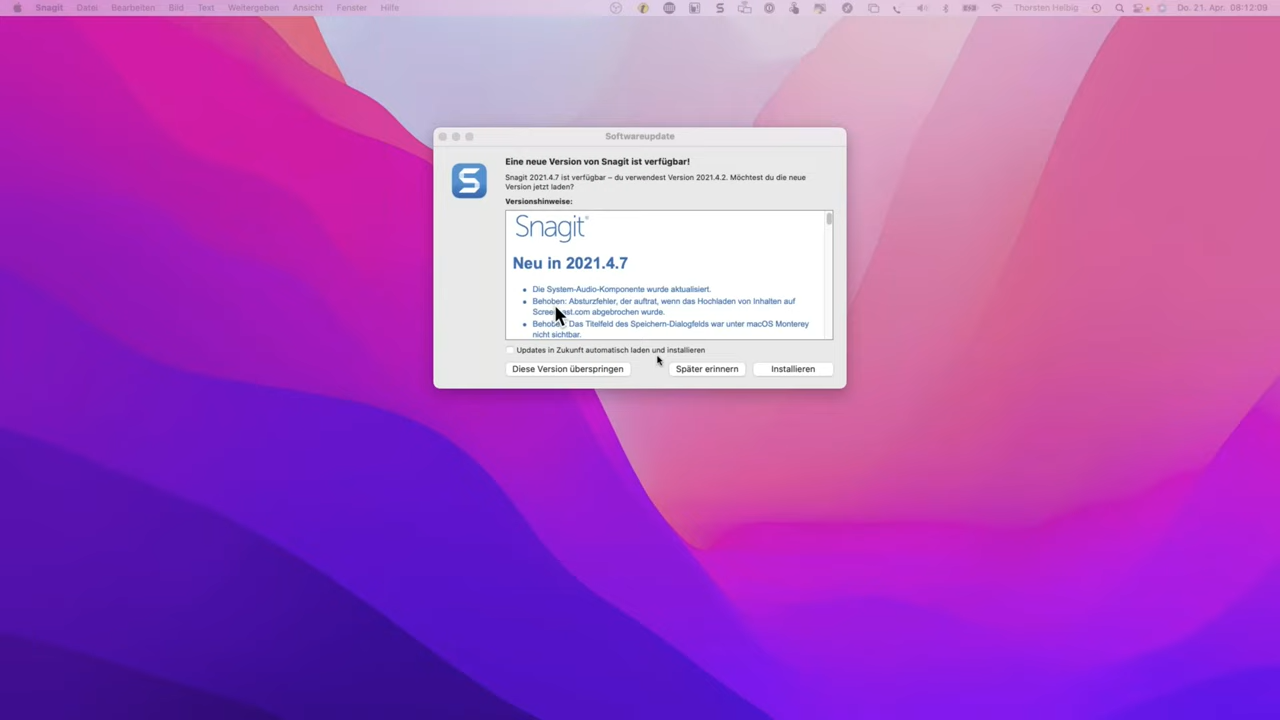 Snagit Datei Bearbeiten Bild Text Weitergeben Ansicht Fenster Hilfe Thorsten Helbig Do. 21. Apr. 08:12:09
Softwareupdate
Eine neue Version von Snagit ist verfügbar!
Snagit 2021.4.7 ist verfügbar – du verwendest Version 2021.4.2. Möchtest du die neue
Version jetzt laden?
Versionshinweise:
Snagit®
Neu in 2021.4.7
• Die System-Audio-Komponente wurde aktualisiert.
• Behoben: Absturzfehler, der auftrat, wenn das Hochladen von Inhalten auf
abgebrochen wurde.
• Das Titelfeld des Speichern-Dialogfelds war unter macOS Monterey
nicht sichtbar.
Updates in Zukunft automatisch laden und installieren
Diese Version überspringen Später erinnern Installieren